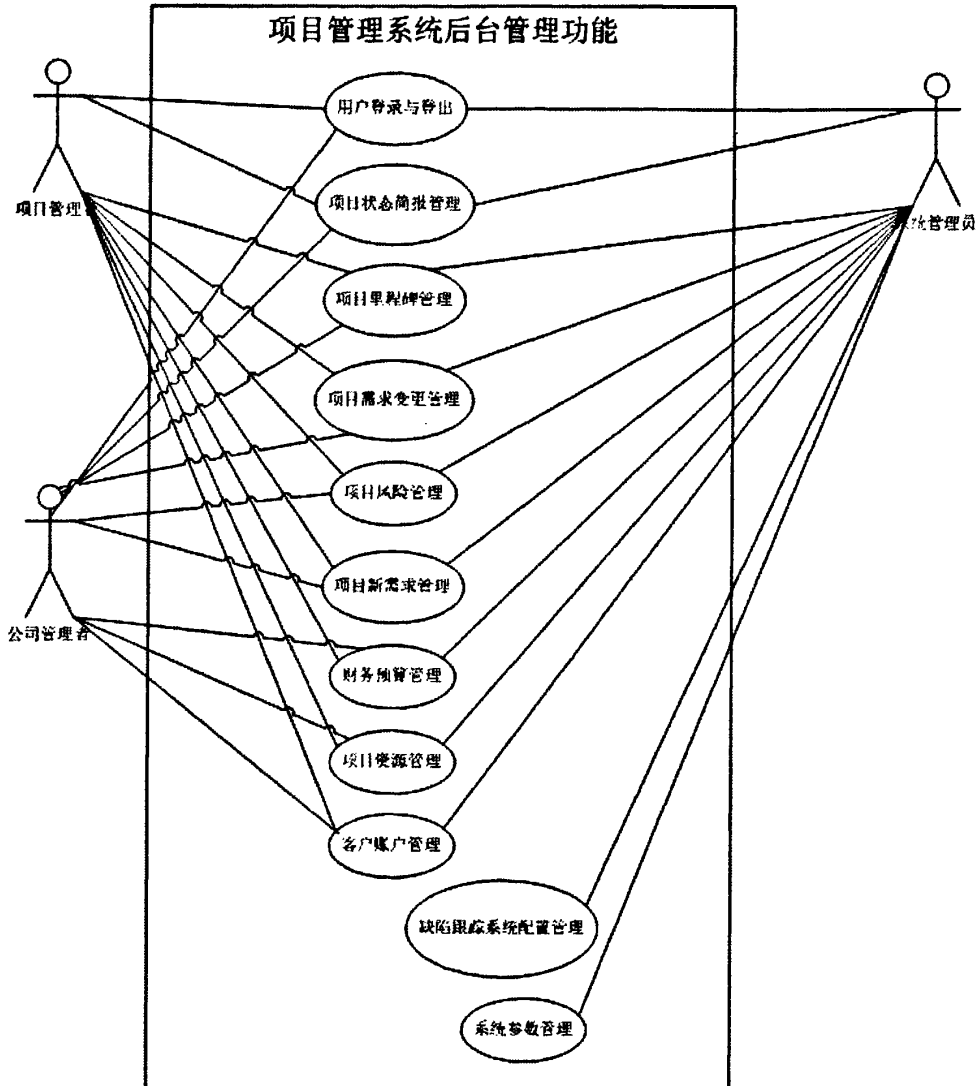 项目管理系统后台管理功能
用户登录与登出
项目状态简报管理
项目管理者
系统管理员
项目里程碑管理
项目需求变更管理
项目风险管理
项目新需求管理
公司管理者
财务预算管理
项目资源管理
客户账户管理
缺陷跟踪系统配置管理
系统参数管理